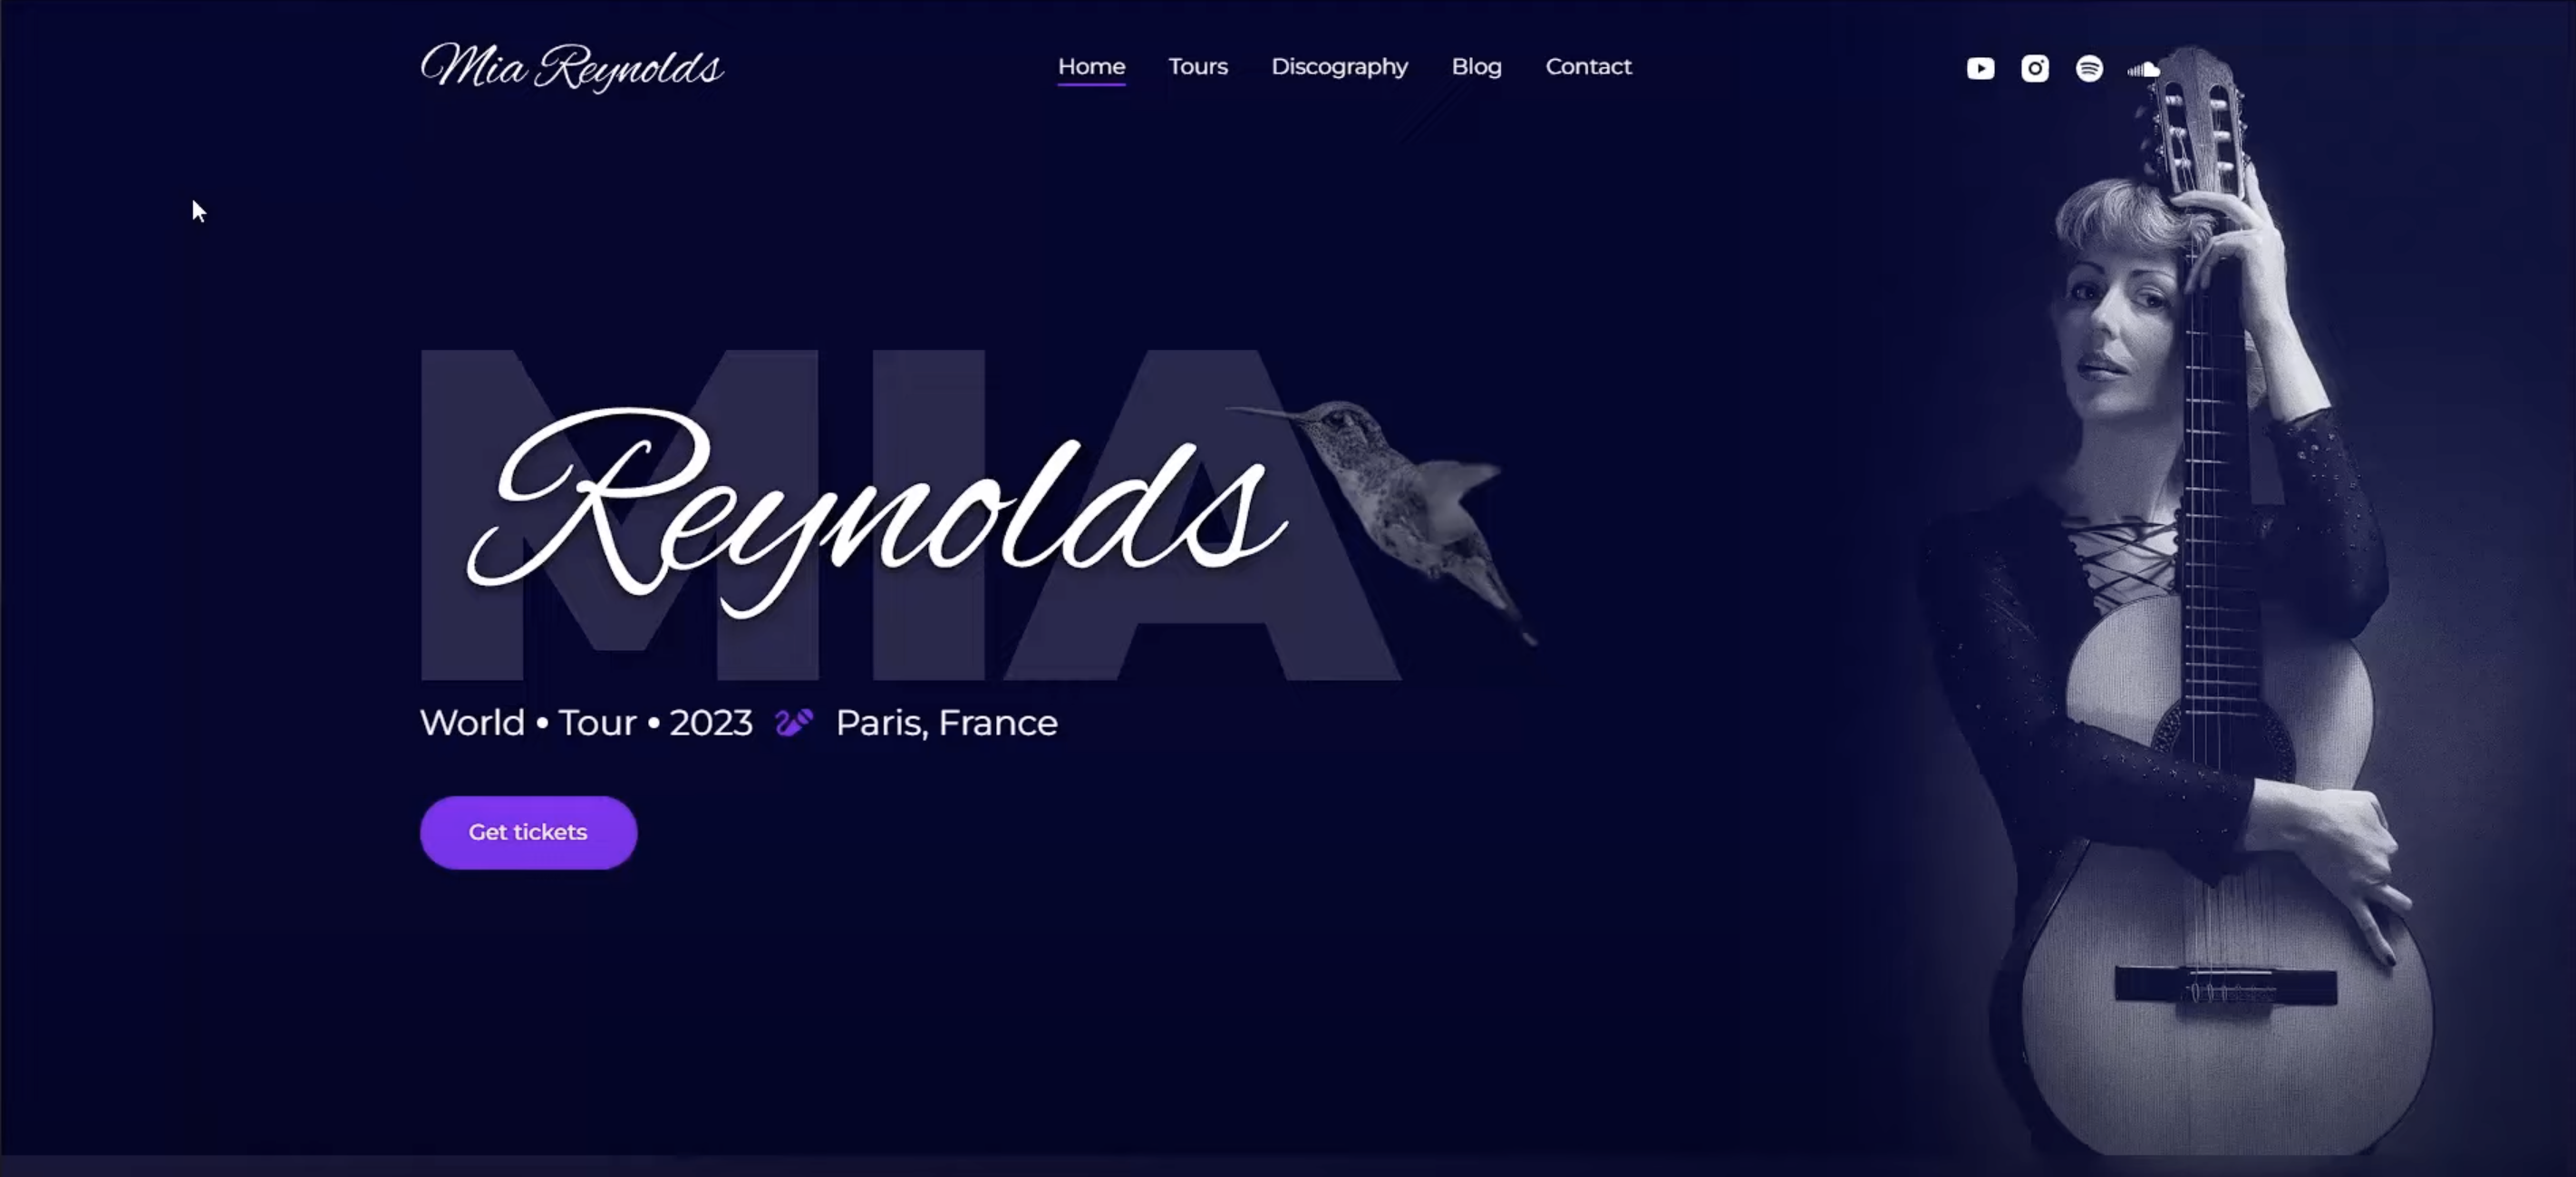 Mia Reynolds
Home Tours Discography Blog Contact
MIA
Reynolds
World • Tour • 2023 Paris, France
Get tickets